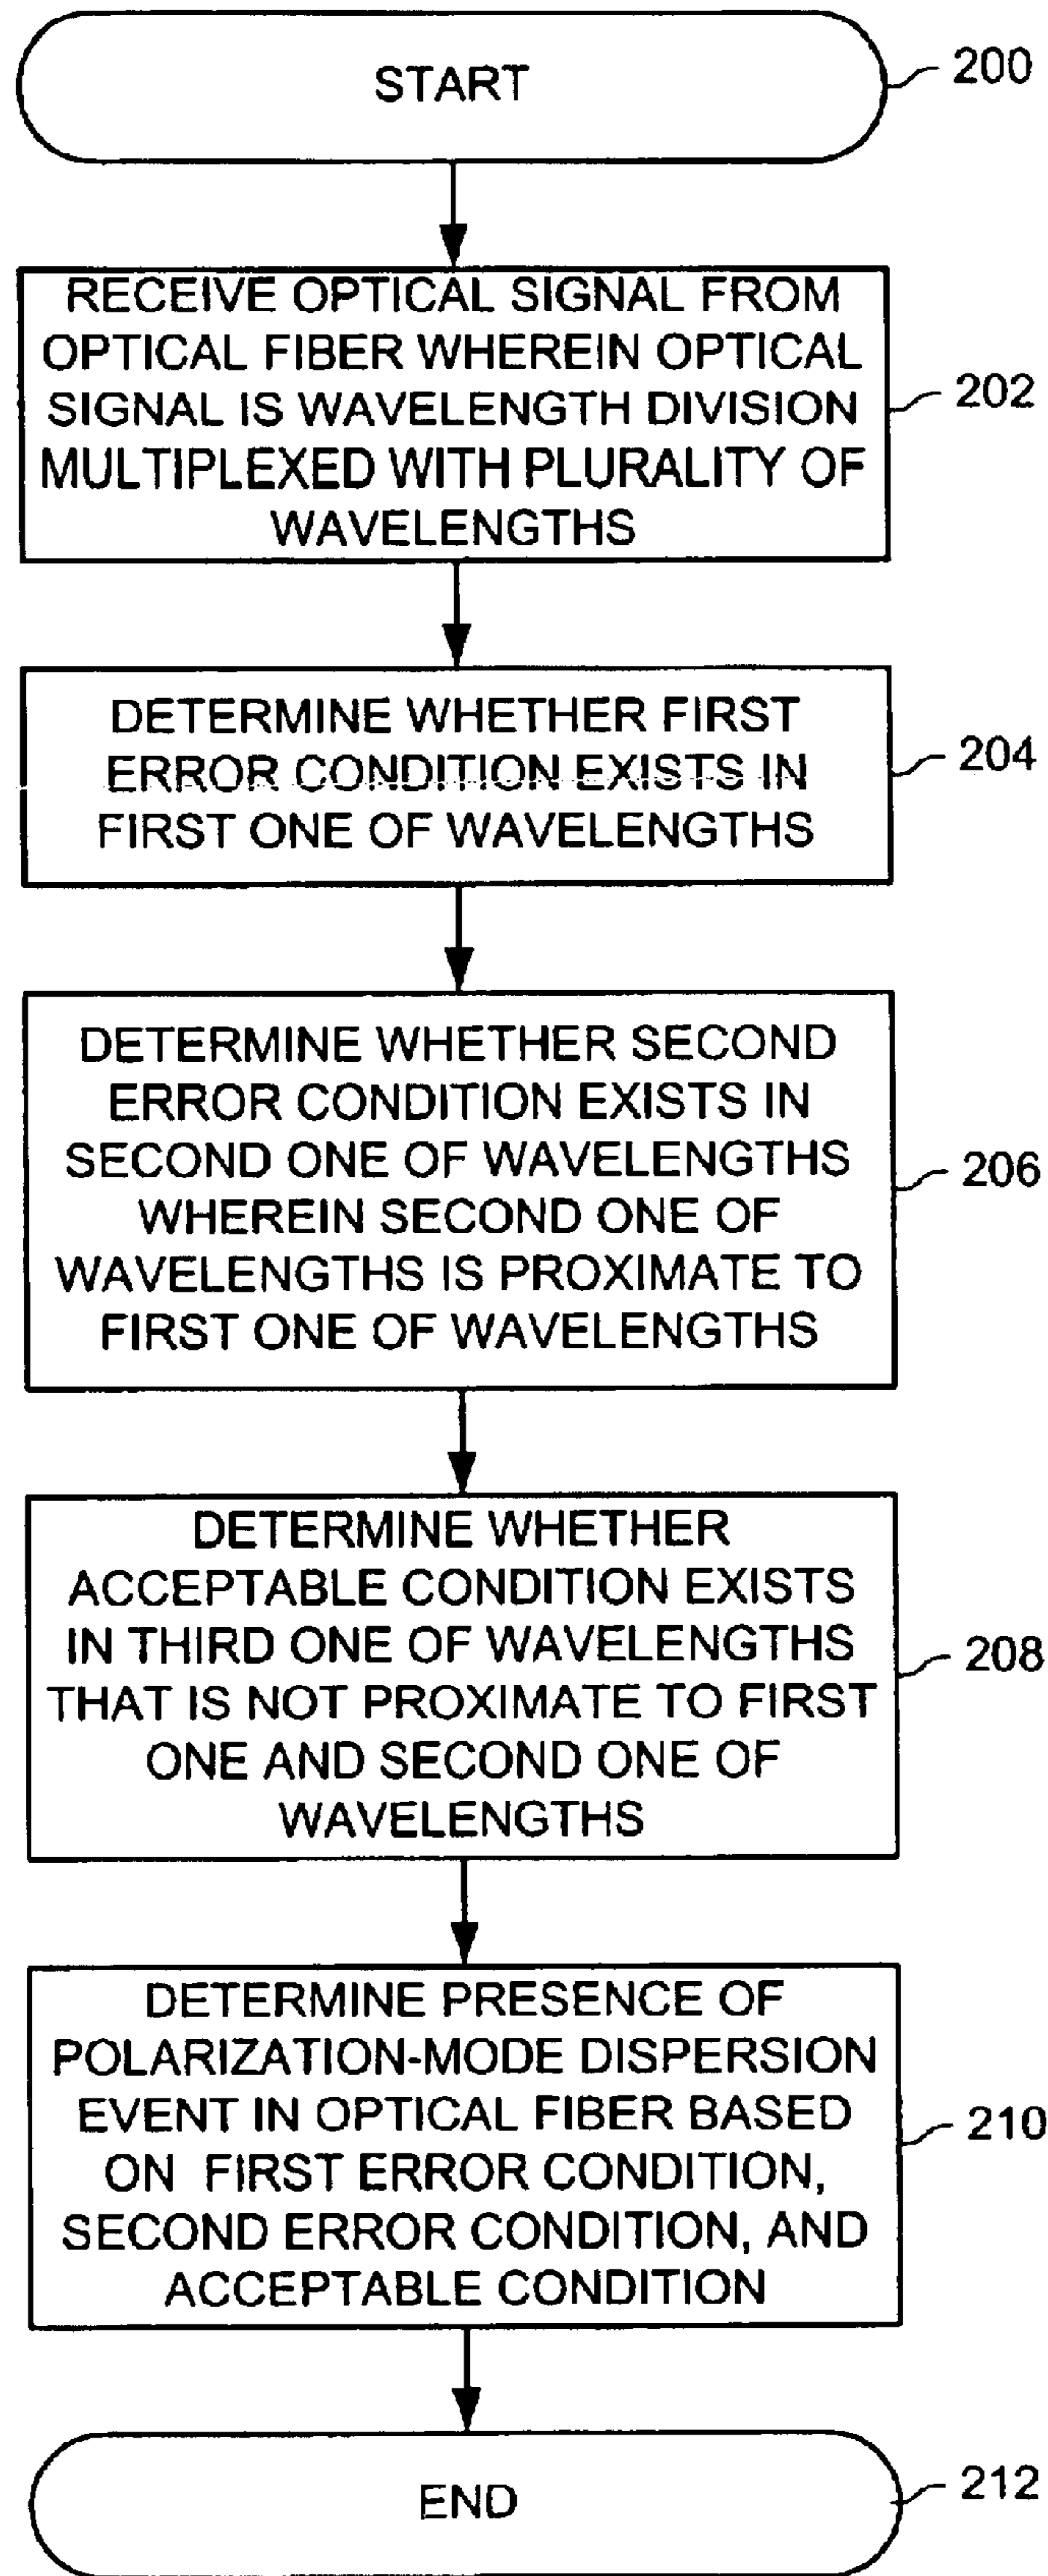 START
200
RECEIVE OPTICAL SIGNAL FROM
OPTICAL FIBER WHEREIN OPTICAL
SIGNAL IS WAVELENGTH DIVISION
MULTIPLEXED WITH PLURALITY OF
WAVELENGTHS
202
DETERMINE WHETHER FIRST
ERROR CONDITION EXISTS IN
FIRST ONE OF WAVELENGTHS
204
DETERMINE WHETHER SECOND
ERROR CONDITION EXISTS IN
SECOND ONE OF WAVELENGTHS
WHEREIN SECOND ONE OF
WAVELENGTHS IS PROXIMATE TO
FIRST ONE OF WAVELENGTHS
206
DETERMINE WHETHER
ACCEPTABLE CONDITION EXISTS
IN THIRD ONE OF WAVELENGTHS
THAT IS NOT PROXIMATE TO FIRST
ONE AND SECOND ONE OF
WAVELENGTHS
208
DETERMINE PRESENCE OF
POLARIZATION-MODE DISPERSION
EVENT IN OPTICAL FIBER BASED
ON FIRST ERROR CONDITION,
SECOND ERROR CONDITION, AND
ACCEPTABLE CONDITION
210
END
212